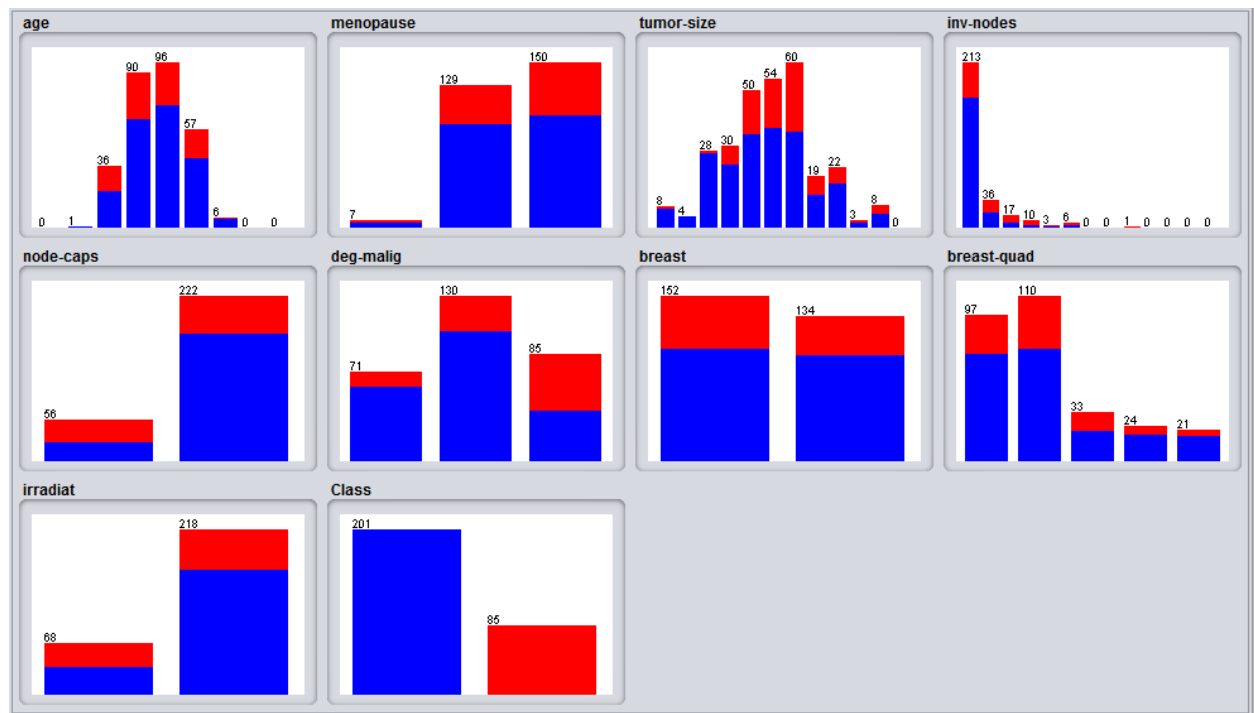 age
menopause
tumor-size
inv-nodes
0 1 36 90 96 57 6 0 0
7 129 150
8 4 28 30 50 54 60 19 22 3 8 0
213 36 17 10 3 6 0 0 1 0 0 0 0
node-caps
deg-malig
breast
breast-quad
56 222
71 130 85
152 134
97 110 33 24 21
irradiat
Class
68 218
201 85